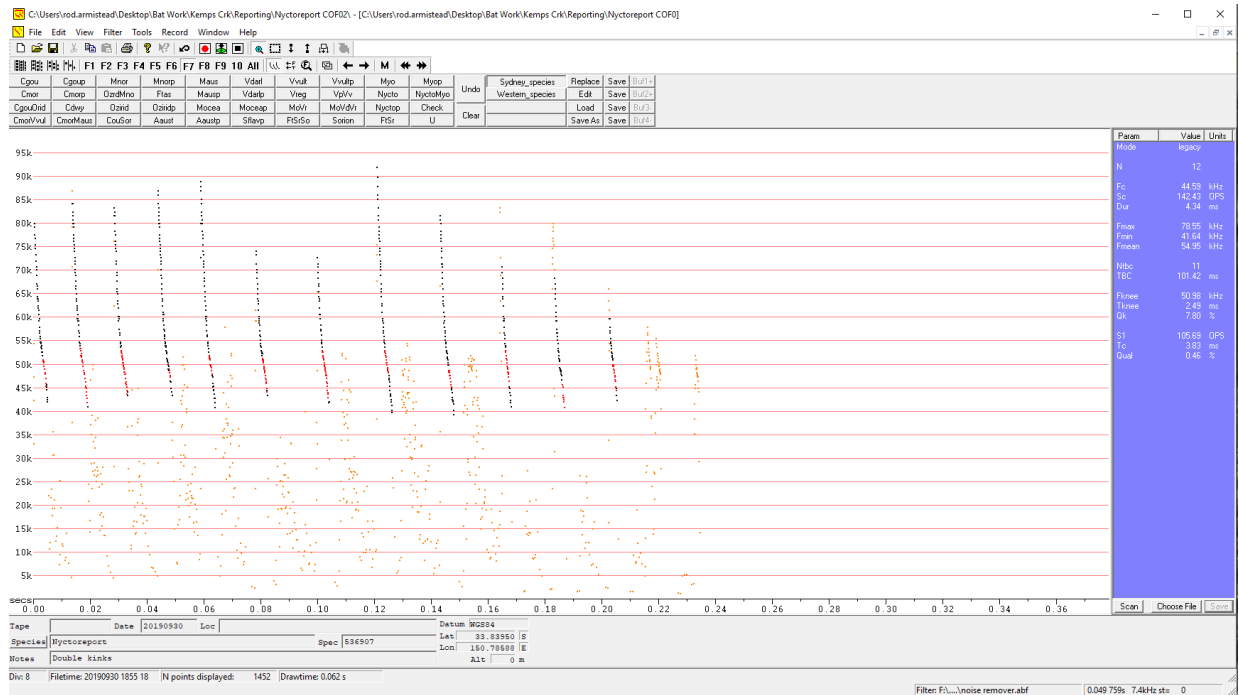 C:\Users\rod.armistead\Desktop\Bat Work\Kemps Crk\Reporting\Nyctoreport COF02\ - [C:\Users\rod.armistead\Desktop\Bat Work\Kemps Crk\Reporting\Nyctoreport COF0]
File Edit View Filter Tools Record Window Help
F1 F2 F3 F4 F5 F6 F7 F8 F9 10 All M
Cgou Cgoup Mnor Mnorp Maus Vdarl Vvult Vvultp Myo Myop Undo Sydney_species Replace Save Buf1+
Cmor Cmorp OzrdMno Ftas Mausp Vdarlp Vreg VpVv Nycto NyctoMyo Western_species Edit Save Buf2+
CgouOrid Cdwy Ozirid Oziridp Mocea Moceap MoVr MoVdVr Nyctop Check Clear Load Save Buf3-
CmorVvul CmorMaus CouSor Aaust Aaustp Sflavp FtSrSo Sorion FtSr U Save As Save Buf4-
Param Value Units
Mode legacy
N 12
Fc 44.59 kHz
Sc 142.43 OPS
Dur 4.34 ms
Fmax 78.55 kHz
Fmin 41.64 kHz
Fmean 54.95 kHz
Ntbc 11
TBC 101.42 ms
Fknee 50.98 kHz
Tknee 2.49 ms
Qk 7.80 %
S1 105.69 OPS
Tc 3.83 ms
Qual 0.46 %
95k
90k
85k
80k
75k
70k
65k
60k
55k
50k
45k
40k
35k
30k
25k
20k
15k
10k
5k
secs
0.00 0.02 0.04 0.06 0.08 0.10 0.12 0.14 0.16 0.18 0.20 0.22 0.24 0.26 0.28 0.30 0.32 0.34 0.36
Scan Choose File Save
Tape Date 20190930 Loc Datum WGS84
Species Nyctoreport Spec 536907 Lat 33.83950 S
Lon 150.78588 E
Notes Double kinks Alt 0 m
Div: 8 Filetime: 20190930 1855 18 N points displayed: 1452 Drawtime: 0.062 s
Filter: F:\....\noise remover.abf 0.049 759s 7.4kHz st= 0